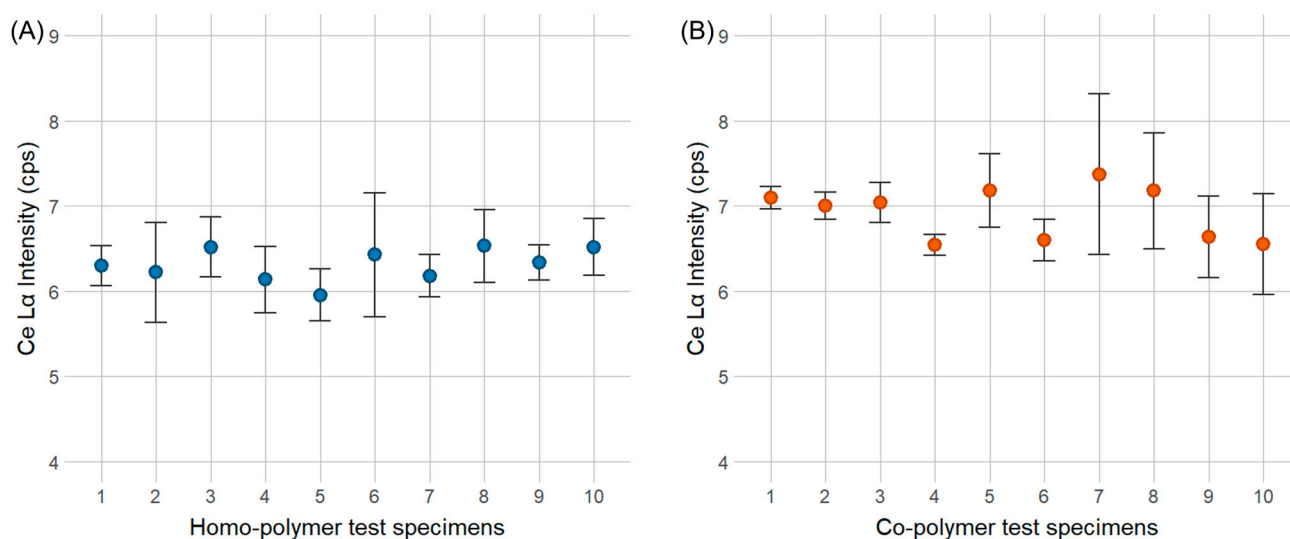 (A)
Ce Lα Intensity (cps)
9
8
7
6
5
4
1 2 3 4 5 6 7 8 9 10
Homo-polymer test specimens
(B)
Ce Lα Intensity (cps)
9
8
7
6
5
4
1 2 3 4 5 6 7 8 9 10
Co-polymer test specimens